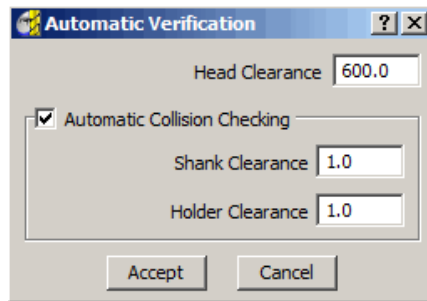 Automatic Verification
Head Clearance 600.0
Automatic Collision Checking
Shank Clearance 1.0
Holder Clearance 1.0
Accept Cancel